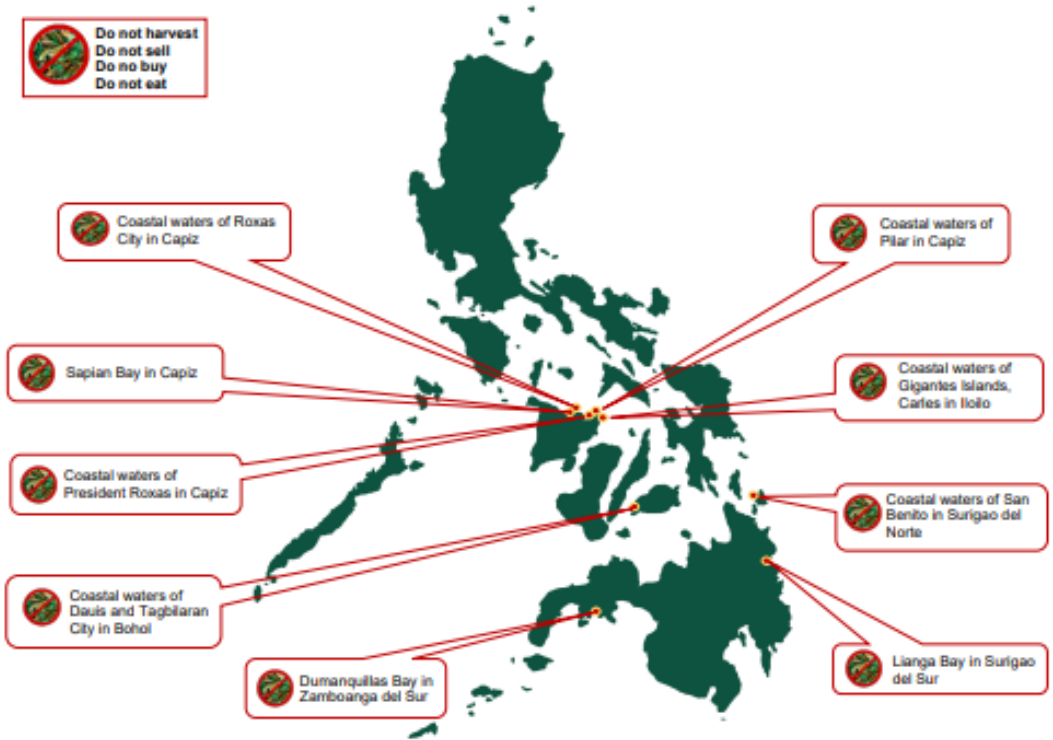 Do not harvest
Do not sell
Do no buy
Do not eat
Coastal waters of Roxas
City in Capiz
Coastal waters of
Pilar in Capiz
Sapian Bay in Capiz
Coastal waters of
Gigantes Islands,
Carles in Iloilo
Coastal waters of
President Roxas in Capiz
Coastal waters of San
Benito in Surigao del
Norte
Coastal waters of
Dauis and Tagbilaran
City in Bohol
Lianga Bay in Surigao
del Sur
Dumanquillas Bay in
Zamboanga del Sur